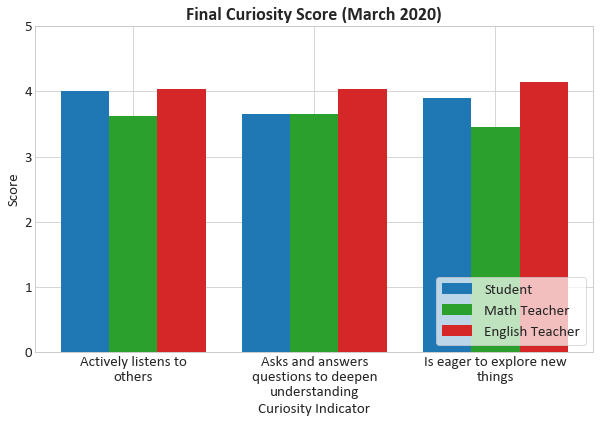 Final Curiosity Score (March 2020)
5
4
3
2
1
0
Score
Student
Math Teacher
English Teacher
Actively listens to
others
Asks and answers
questions to deepen
understanding
Is eager to explore new
things
Curiosity Indicator